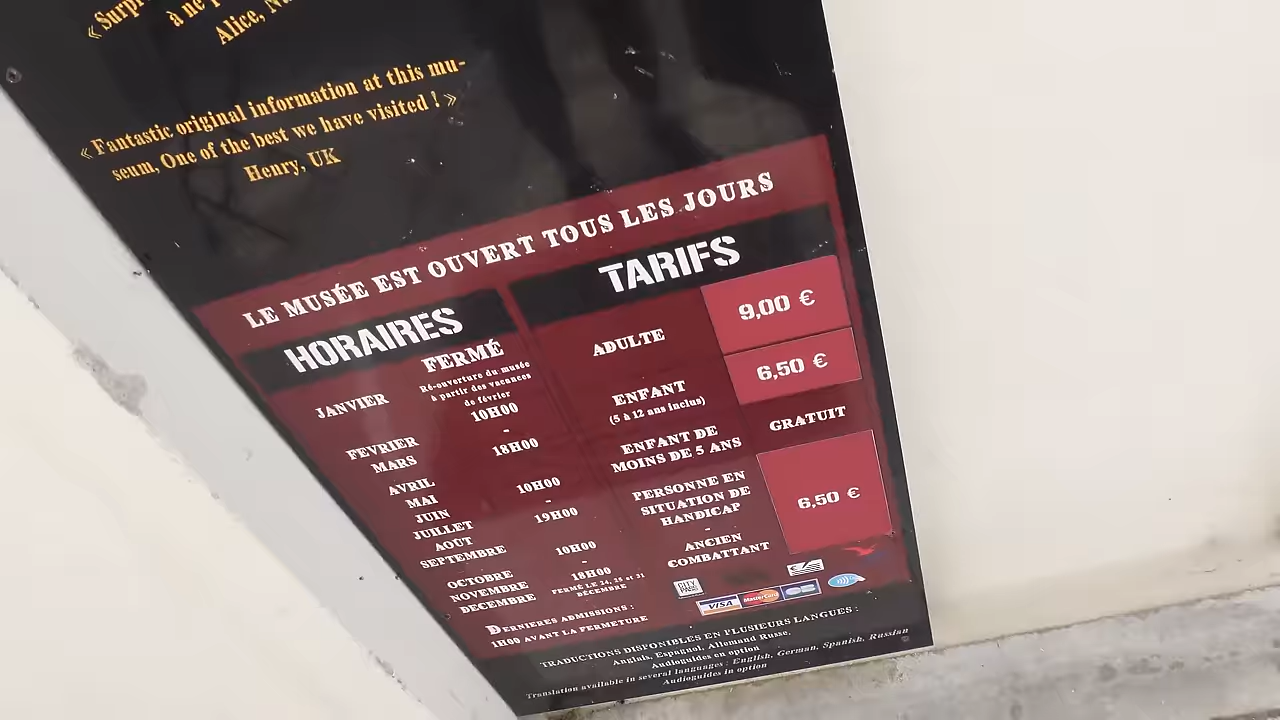 « Surpr
à ne p
Alice, N
« Fantastic original information at this mu-
seum, One of the best we have visited ! »
Henry, UK
LE MUSÉE EST OUVERT TOUS LES JOURS
HORAIRES
JANVIER
FERMÉ
Ré-ouverture du musée
à partir des vacances
de février
FEVRIER
MARS
10H00
-
18H00
AVRIL
MAI
JUIN
JUILLET
AOUT
SEPTEMBRE
10H00
-
19H00
OCTOBRE
NOVEMBRE
DECEMBRE
10H00
-
18H00
FERMÉ LE 24, 25 et 31
DÉCEMBRE
DERNIERES ADMISSIONS :
1H00 AVANT LA FERMETURE
TARIFS
ADULTE
9,00 €
ENFANT
(5 à 12 ans inclus)
6,50 €
ENFANT DE
MOINS DE 5 ANS
GRATUIT
PERSONNE EN
SITUATION DE
HANDICAP
-
ANCIEN
COMBATTANT
6,50 €
CITY
PASS
VISA
MasterCard
CB
TRADUCTIONS DISPONIBLES EN PLUSIEURS LANGUES :
Anglais, Espagnol, Allemand Russe,
Audioguides en option
Translation available in several languages : English, German, Spanish, Russian
Audioguides in option